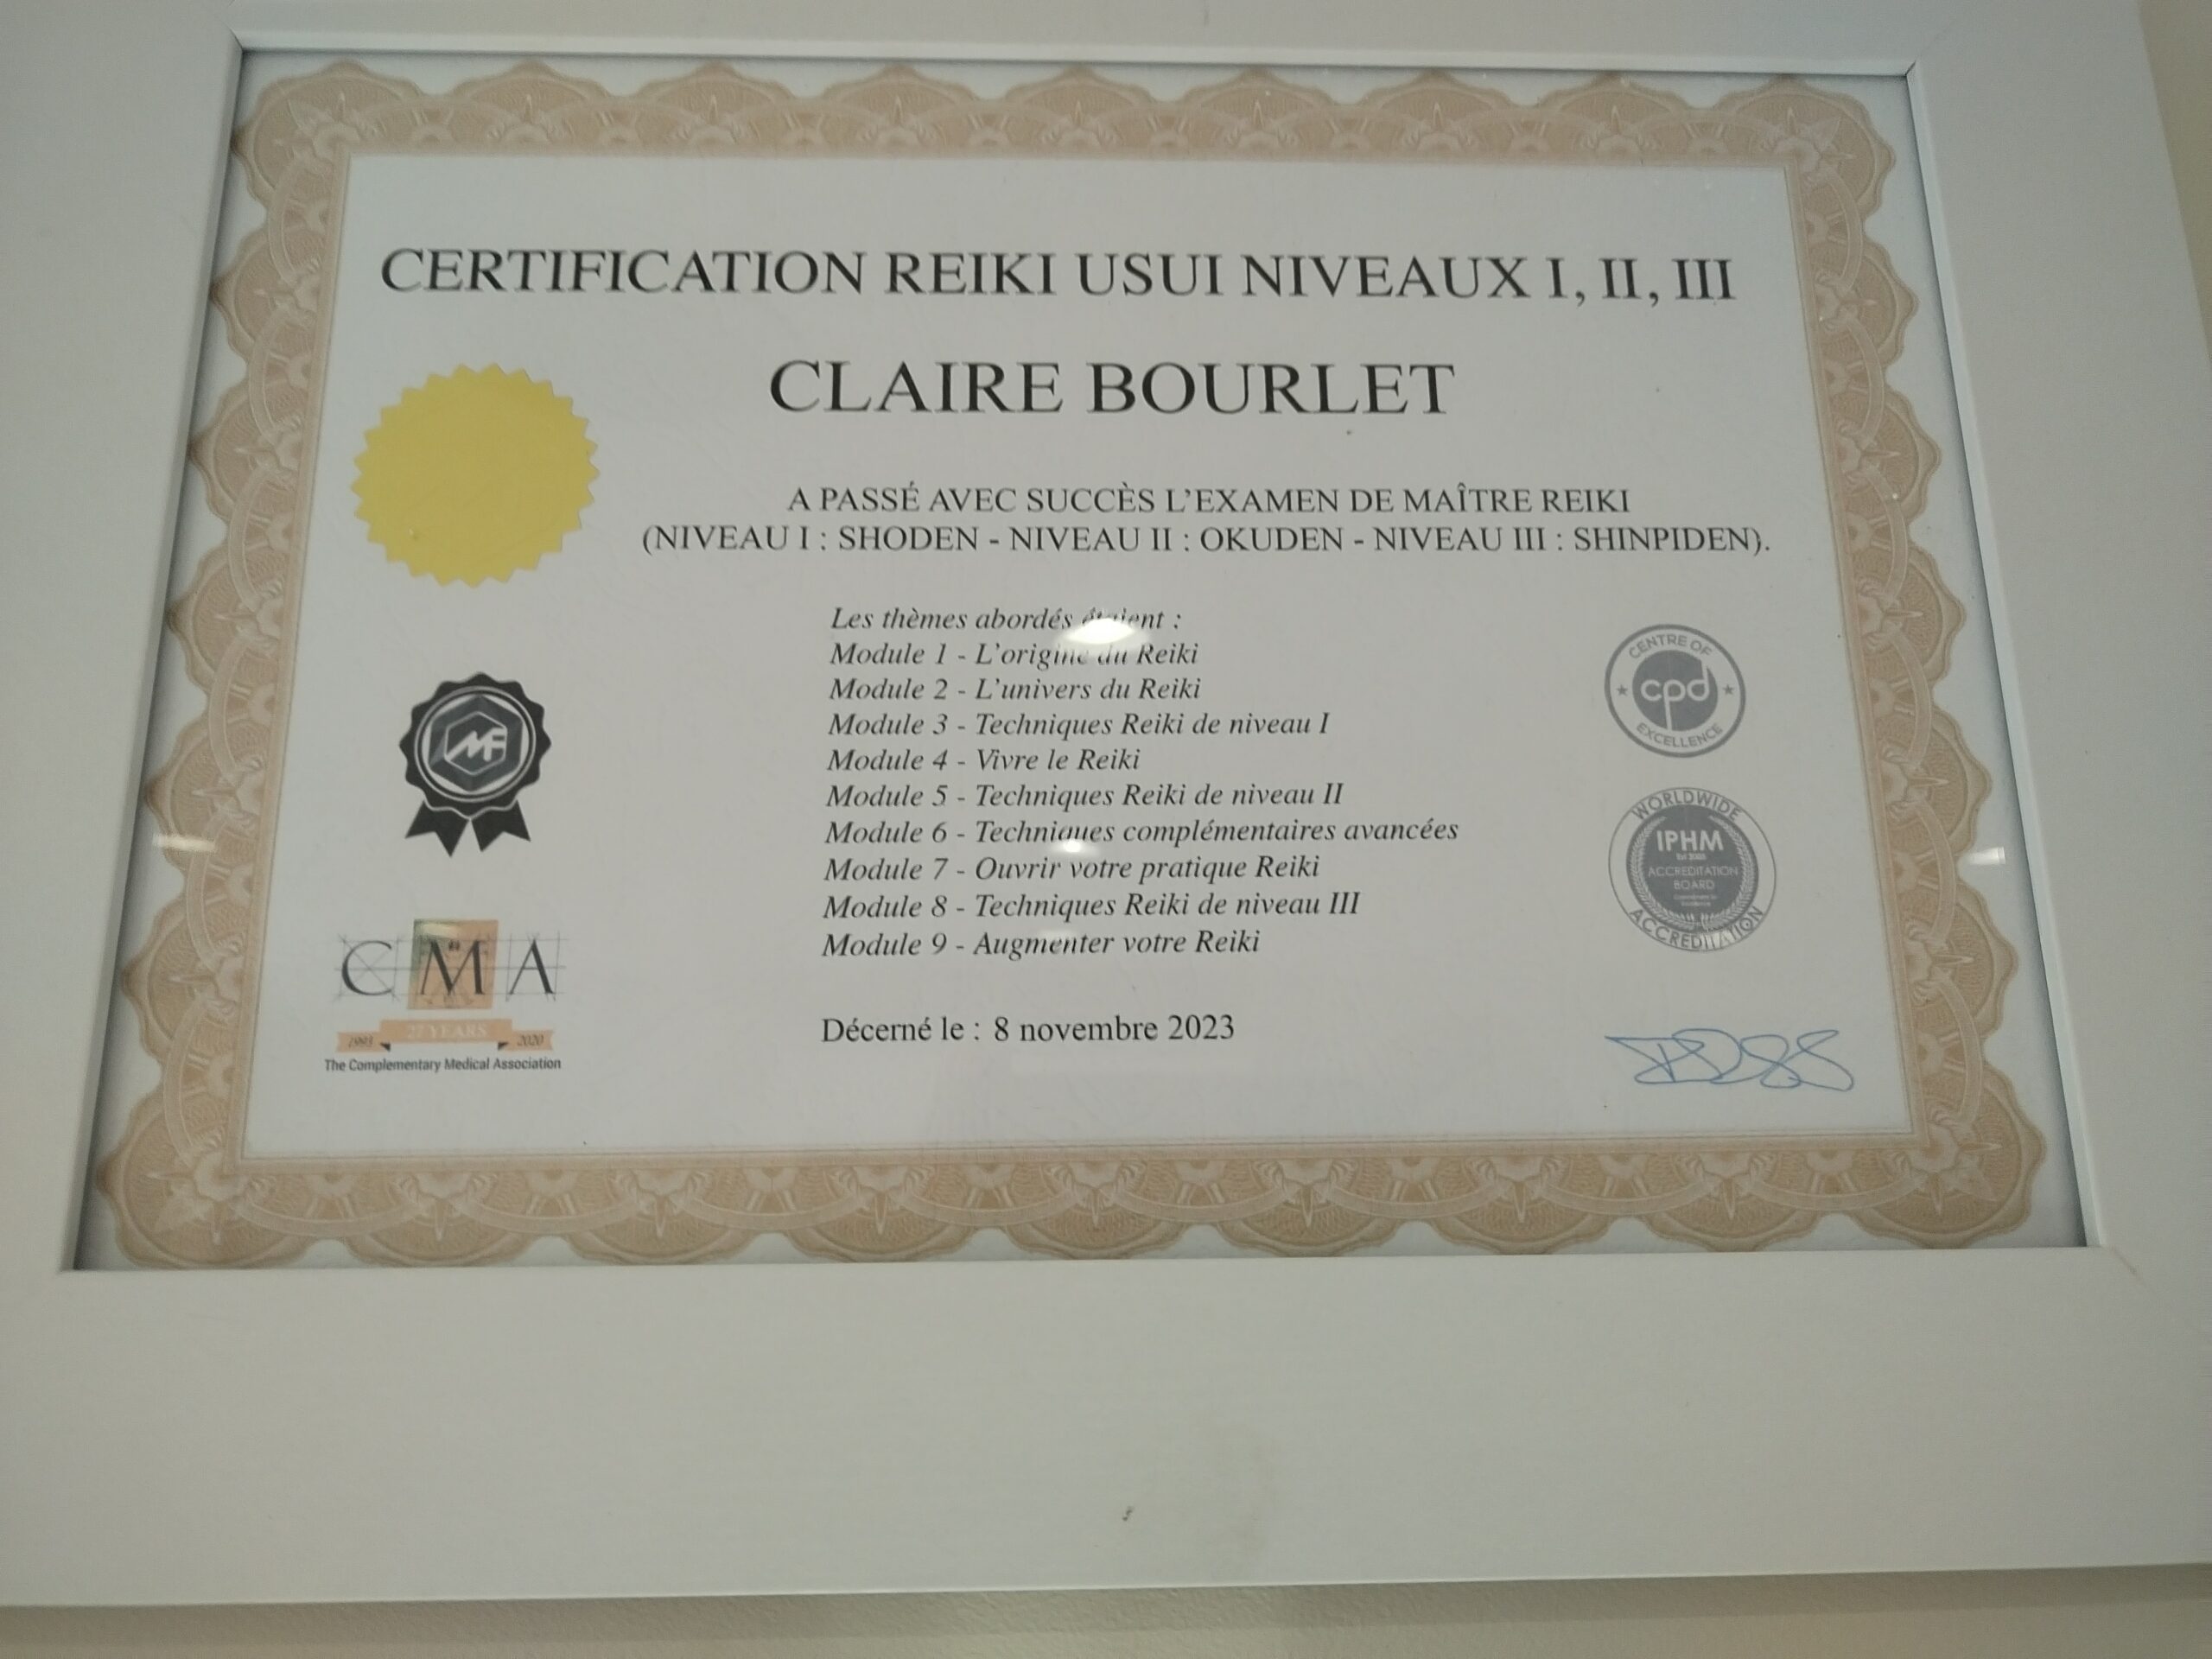 CERTIFICATION REIKI USUI NIVEAUX I, II, III
CLAIRE BOURLET
A PASSÉ AVEC SUCCÈS L'EXAMEN DE MAÎTRE REIKI
(NIVEAU I : SHODEN - NIVEAU II : OKUDEN - NIVEAU III : SHINPIDEN).
Les thèmes abordés étaient :
Module 1 - L'origine du Reiki
Module 2 - L'univers du Reiki
Module 3 - Techniques Reiki de niveau I
Module 4 - Vivre le Reiki
Module 5 - Techniques Reiki de niveau II
Module 6 - Techniques complémentaires avancées
Module 7 - Ouvrir votre pratique Reiki
Module 8 - Techniques Reiki de niveau III
Module 9 - Augmenter votre Reiki
Décerné le : 8 novembre 2023
MF
CMA
27 YEARS
1993 2020
The Complementary Medical Association
CENTRE OF
cpd
EXCELLENCE
WORLDWIDE
IPHM
ACCREDITATION
BOARD
ACCREDITATION